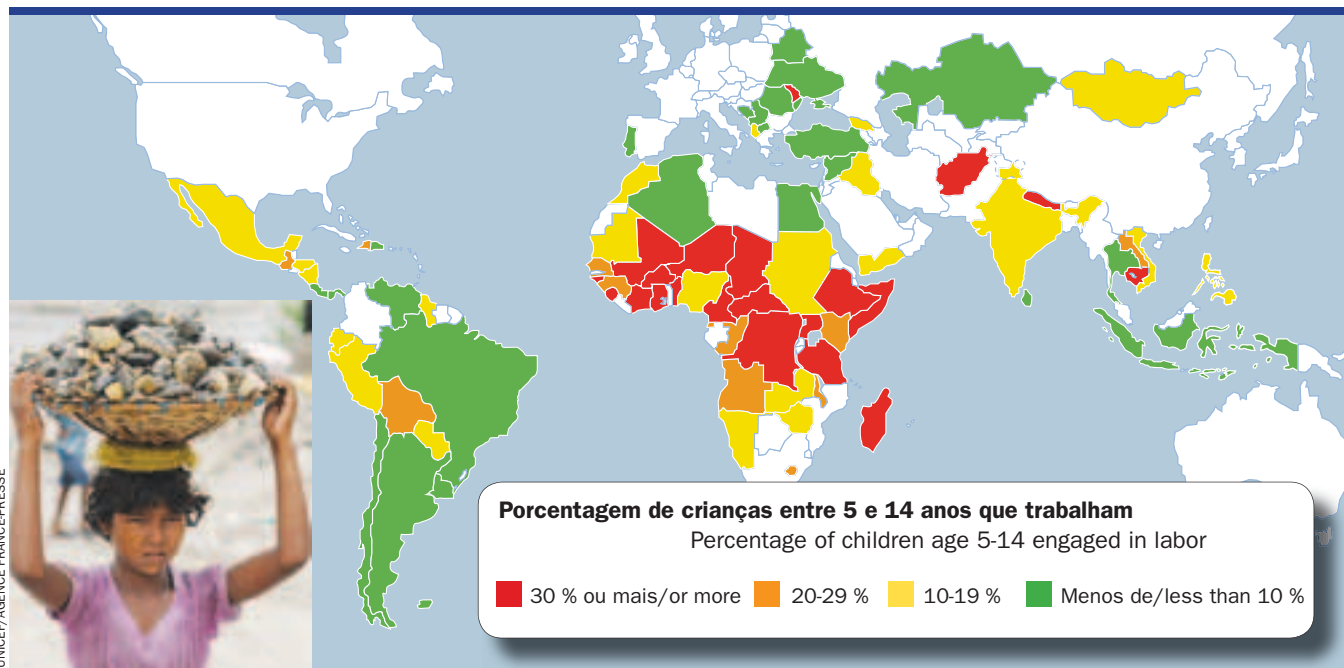 UNICEF/AGENCE FRANCE-PRESSE
Porcentagem de crianças entre 5 e 14 anos que trabalham
Percentage of children age 5-14 engaged in labor
30 % ou mais/or more
20-29 %
10-19 %
Menos de/less than 10 %